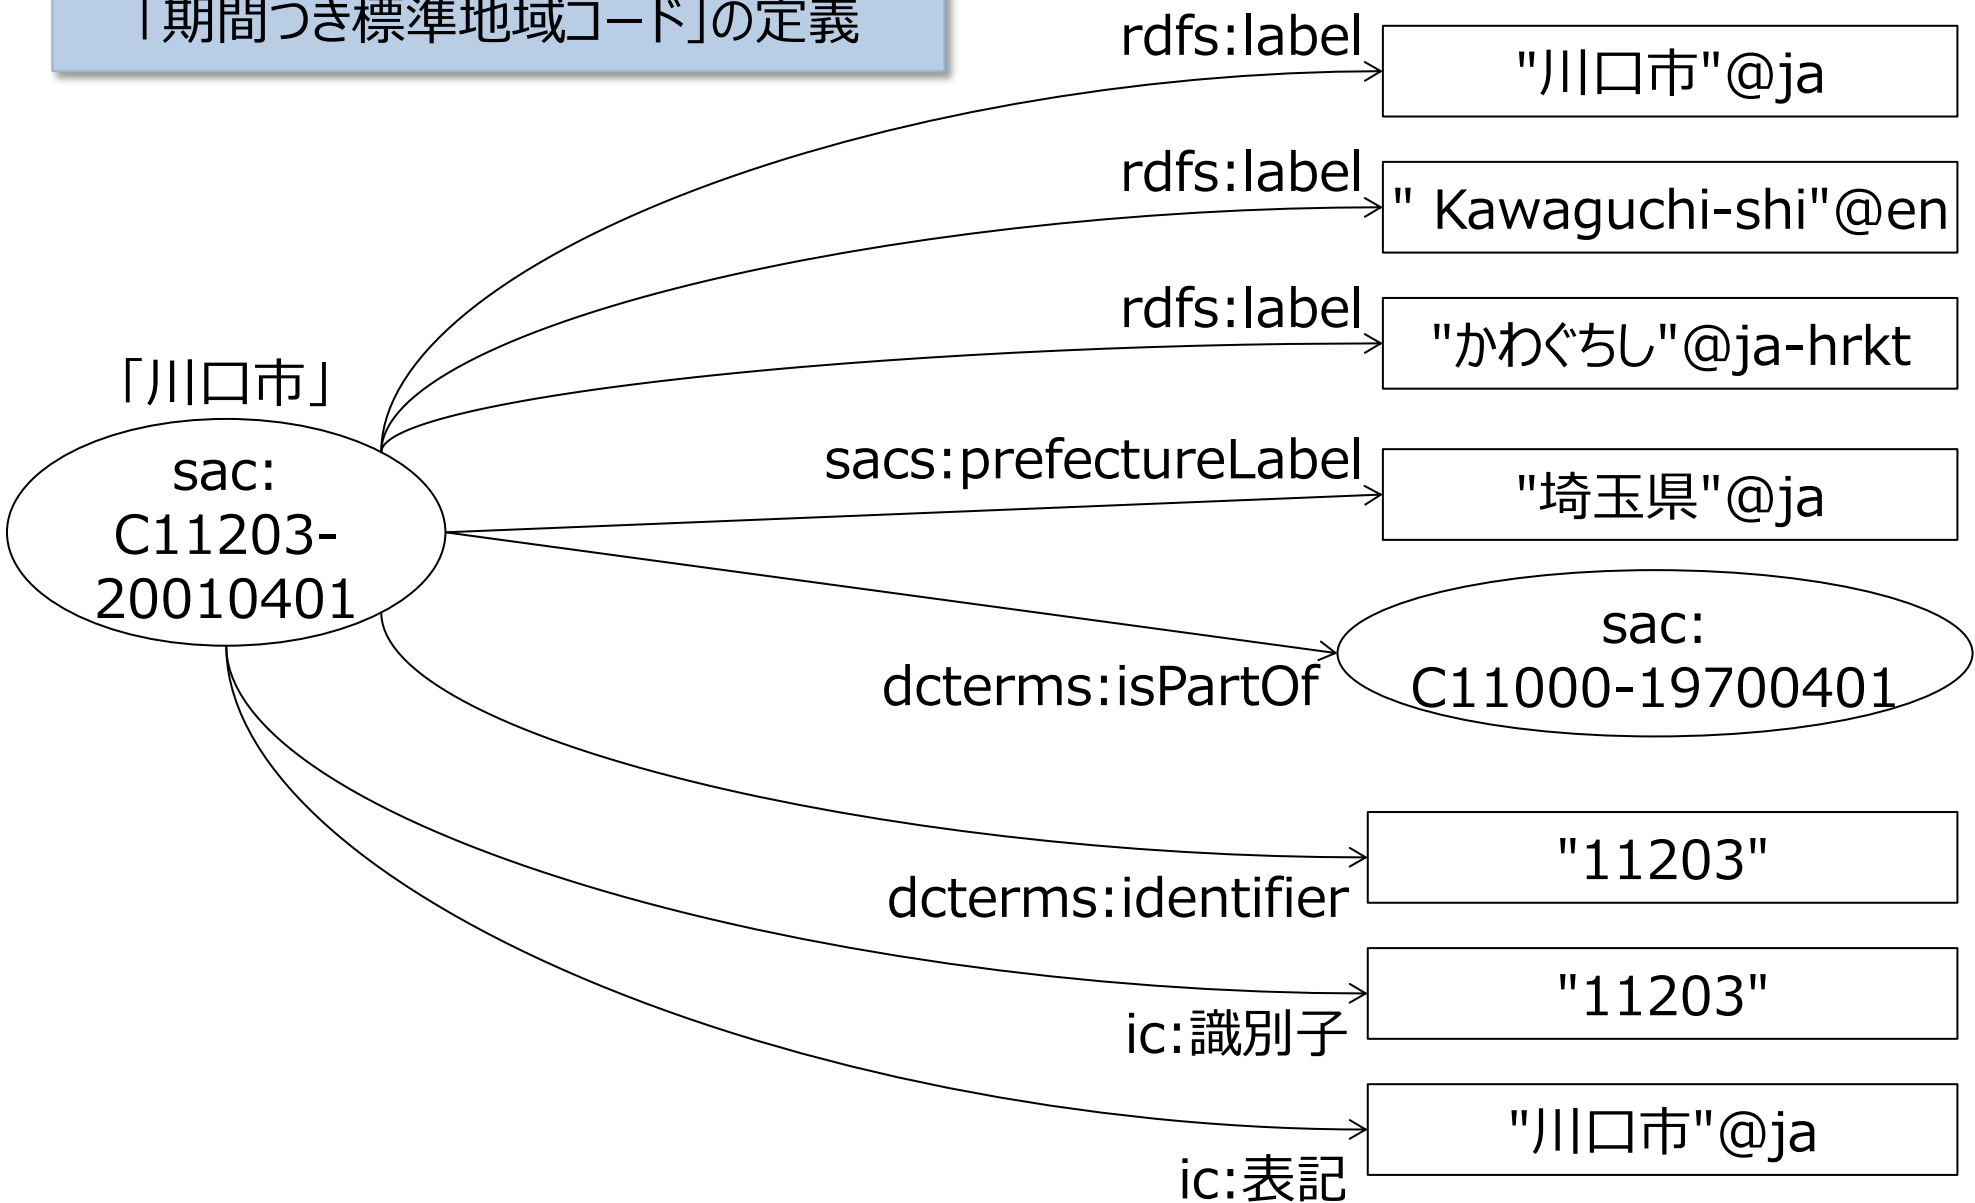 「期間つき標準地域コード」の定義
rdfs:label
"川口市"@ja
rdfs:label
" Kawaguchi-shi"@en
rdfs:label
"かわぐちし"@ja-hrkt
「川口市」
sac:
C11203-
20010401
sacs:prefectureLabel
"埼玉県"@ja
dcterms:isPartOf
sac:
C11000-19700401
dcterms:identifier
"11203"
ic:識別子
"11203"
ic:表記
"川口市"@ja